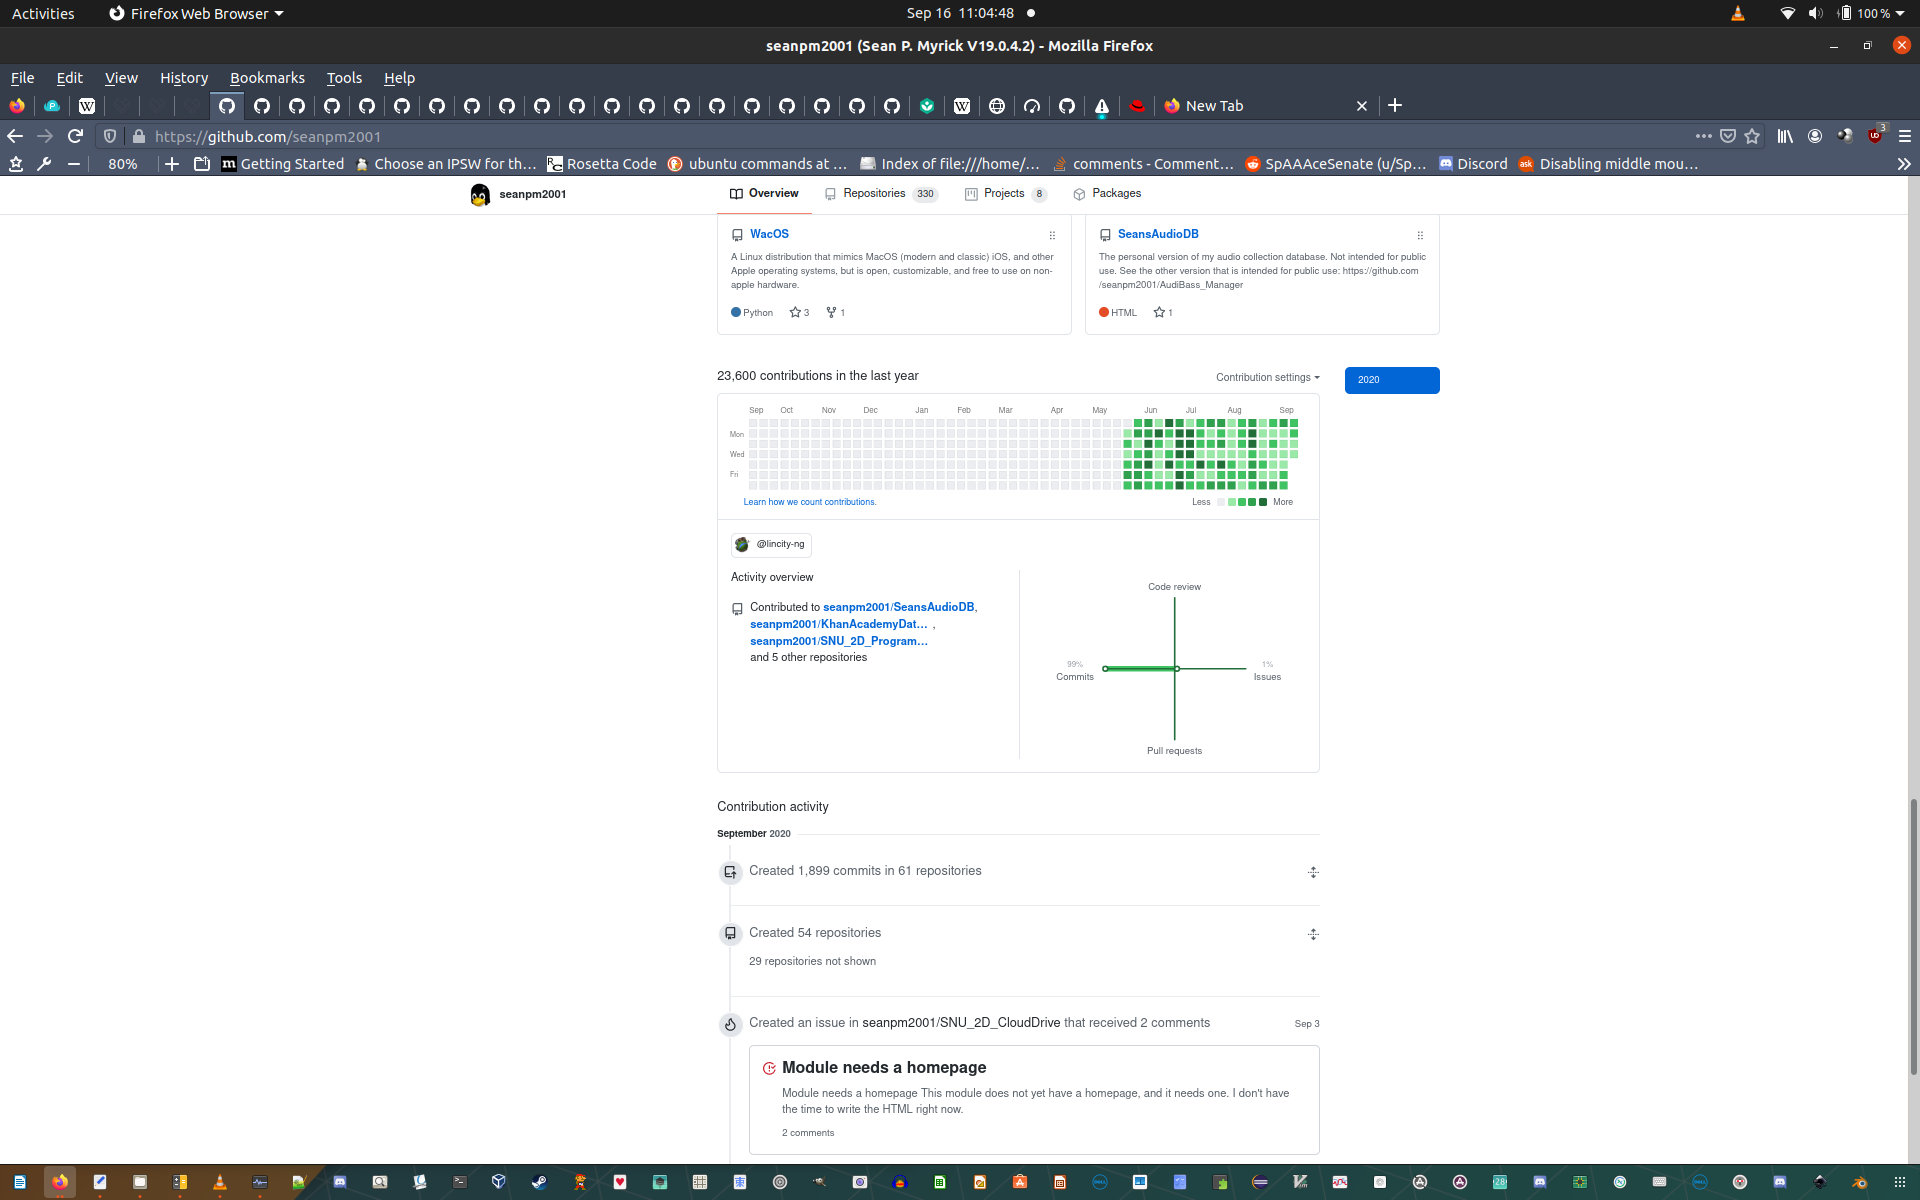 Activities
Firefox Web Browser
Sep 16 11:04:48
100 %
seanpm2001 (Sean P. Myrick V19.0.4.2) - Mozilla Firefox
File Edit View History Bookmarks Tools Help
New Tab
https://github.com/seanpm2001
3
80%
Getting Started
Choose an IPSW for th…
Rosetta Code
ubuntu commands at …
Index of file:///home/…
comments - Comment…
SpAAAceSenate (u/Sp…
Discord
Disabling middle mou…
seanpm2001
Overview
Repositories 330
Projects 8
Packages
WacOS
A Linux distribution that mimics MacOS (modern and classic) iOS, and other
Apple operating systems, but is open, customizable, and free to use on non-
apple hardware.
Python 3 1
SeansAudioDB
The personal version of my audio collection database. Not intended for public
use. See the other version that is intended for public use: https://github.com
/seanpm2001/AudiBass_Manager
HTML 1
23,600 contributions in the last year
Contribution settings
2020
Sep Oct Nov Dec Jan Feb Mar Apr May Jun Jul Aug Sep
Mon
Wed
Fri
Learn how we count contributions.
Less More
@lincity-ng
Activity overview
Contributed to seanpm2001/SeansAudioDB,
seanpm2001/KhanAcademyDat… ,
seanpm2001/SNU_2D_Program…
and 5 other repositories
Code review
99%
Commits
1%
Issues
Pull requests
Contribution activity
September 2020
Created 1,899 commits in 61 repositories
Created 54 repositories
29 repositories not shown
Created an issue in seanpm2001/SNU_2D_CloudDrive that received 2 comments
Sep 3
Module needs a homepage
Module needs a homepage This module does not yet have a homepage, and it needs one. I don't have
the time to write the HTML right now.
2 comments